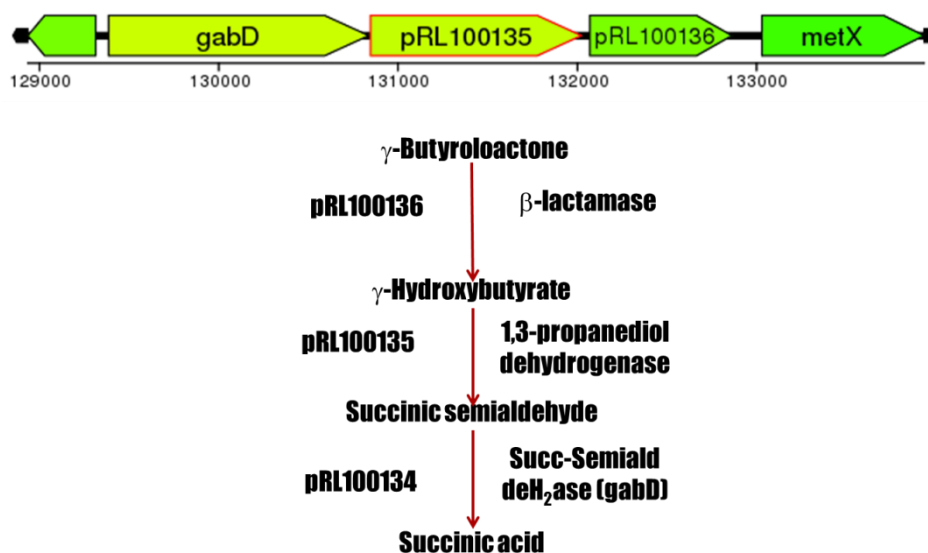 gabD pRL100135 pRL100136 metX
129000 130000 131000 132000 133000
γ-Butyroloactone
pRL100136 β-lactamase
γ-Hydroxybutyrate
pRL100135 1,3-propanediol
dehydrogenase
Succinic semialdehyde
pRL100134 Succ-Semiald
deH₂ase (gabD)
Succinic acid